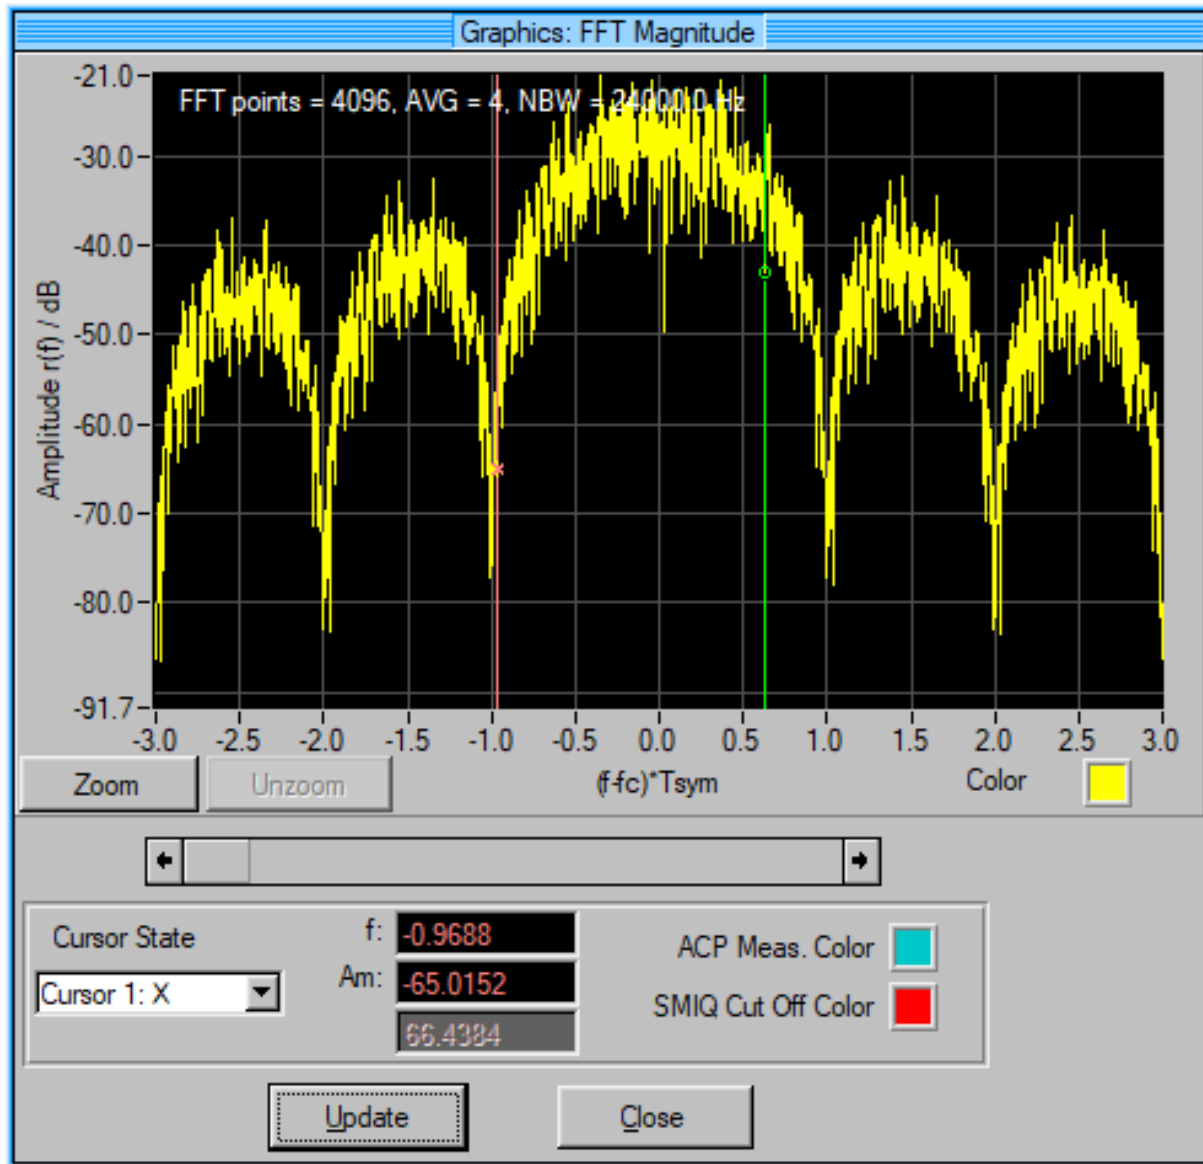 Graphics: FFT Magnitude
FFT points = 4096, AVG = 4, NBW = 24000.0 Hz
Amplitude r(f) / dB
-21.0
-30.0
-40.0
-50.0
-60.0
-70.0
-80.0
-91.7
-3.0 -2.5 -2.0 -1.5 -1.0 -0.5 0.0 0.5 1.0 1.5 2.0 2.5 3.0
(f-fc)*Tsym
Zoom
Unzoom
Color
Cursor State
Cursor 1: X
f: -0.9688
Am: -65.0152
66.4384
ACP Meas. Color
SMIQ Cut Off Color
Update
Close